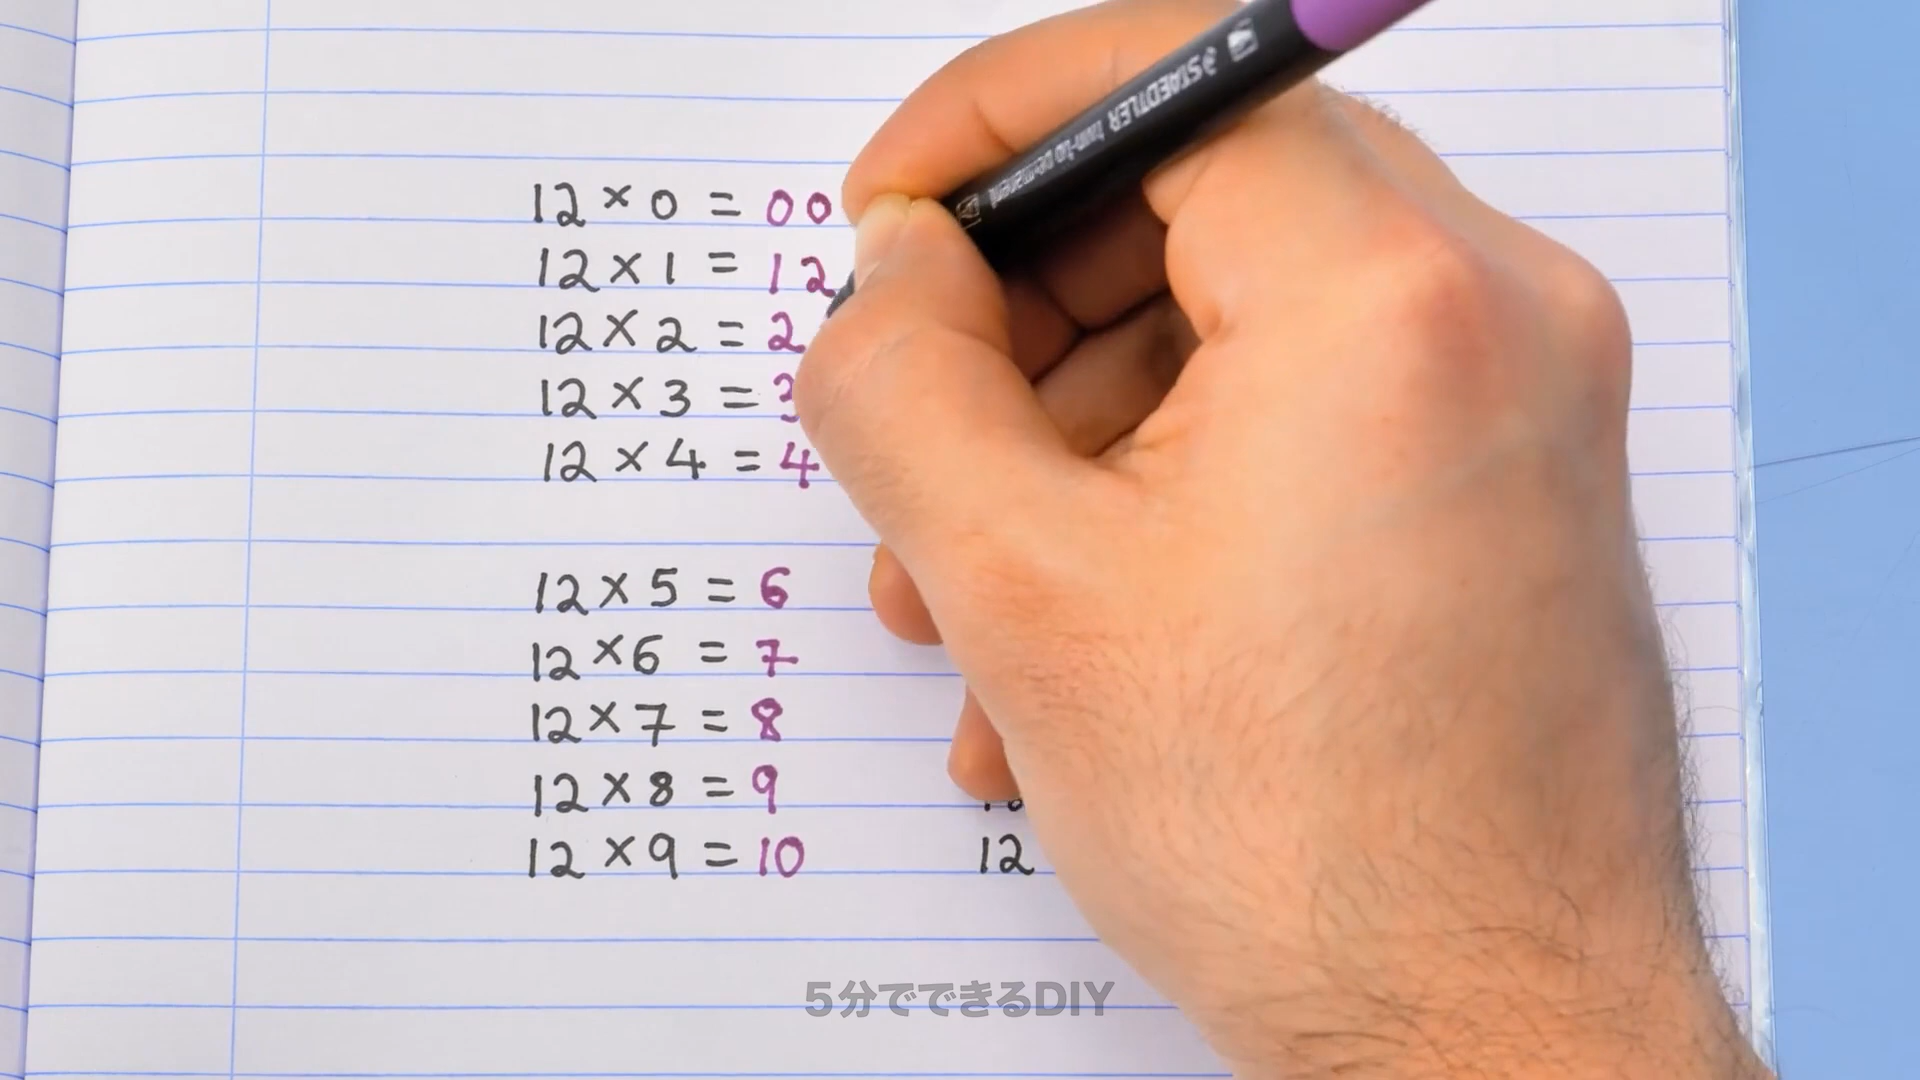 12 × 0 = 00
12 × 1 = 12
12 × 2 = 2
12 × 3 = 3
12 × 4 = 4
12 × 5 = 6
12 × 6 = 7
12 × 7 = 8
12 × 8 = 9
12 × 9 = 10
12
STAEDTLER
permanent
5分でできるDIY